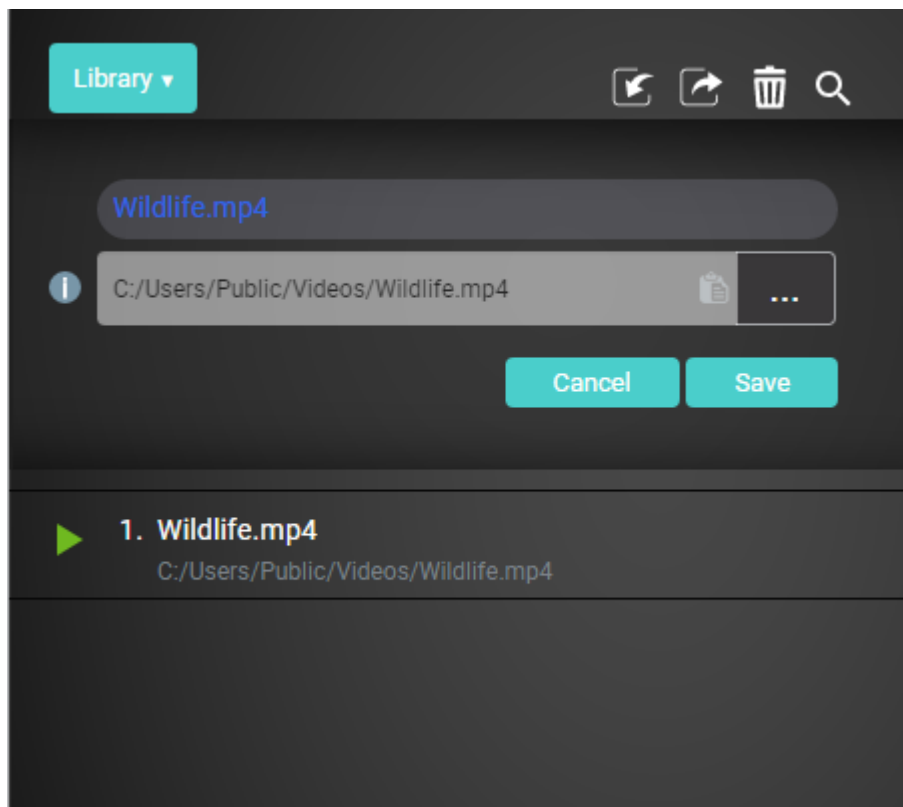 Library ▾
Wildlife.mp4
C:/Users/Public/Videos/Wildlife.mp4 ...
Cancel Save
1. Wildlife.mp4
C:/Users/Public/Videos/Wildlife.mp4